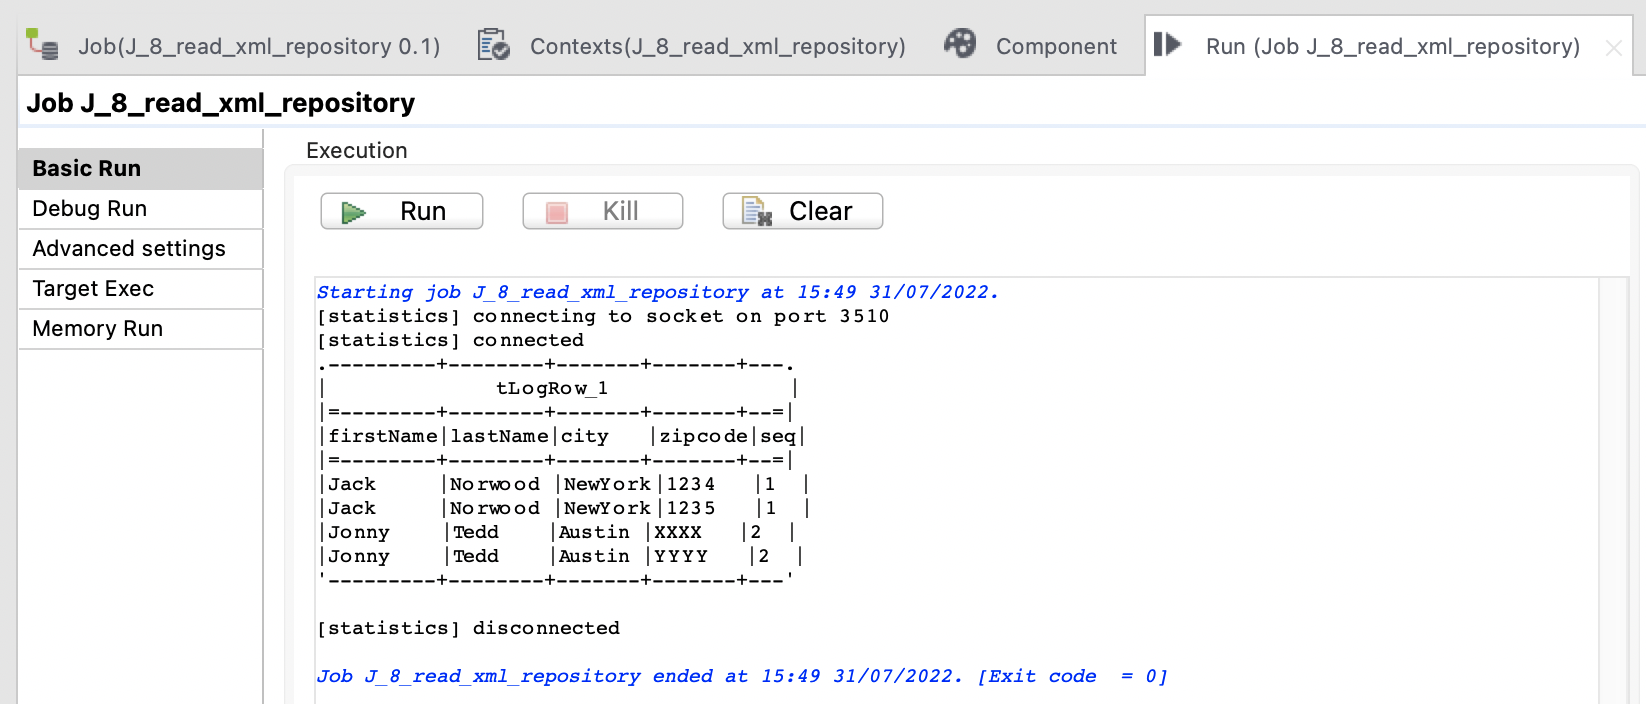 Job(J_8_read_xml_repository 0.1) Contexts(J_8_read_xml_repository) Component Run (Job J_8_read_xml_repository)
Job J_8_read_xml_repository
Basic Run
Debug Run
Advanced settings
Target Exec
Memory Run
Execution
Run Kill Clear
Starting job J_8_read_xml_repository at 15:49 31/07/2022.
[statistics] connecting to socket on port 3510
[statistics] connected
.---------+--------+-------+-------+---.
|               tLogRow_1                |
|=--------+--------+-------+-------+--=|
|firstName|lastName|city   |zipcode|seq|
|=--------+--------+-------+-------+--=|
|Jack     |Norwood |NewYork|1234   |1  |
|Jack     |Norwood |NewYork|1235   |1  |
|Jonny    |Tedd    |Austin |XXXX   |2  |
|Jonny    |Tedd    |Austin |YYYY   |2  |
'---------+--------+-------+-------+---'
[statistics] disconnected
Job J_8_read_xml_repository ended at 15:49 31/07/2022. [Exit code  = 0]